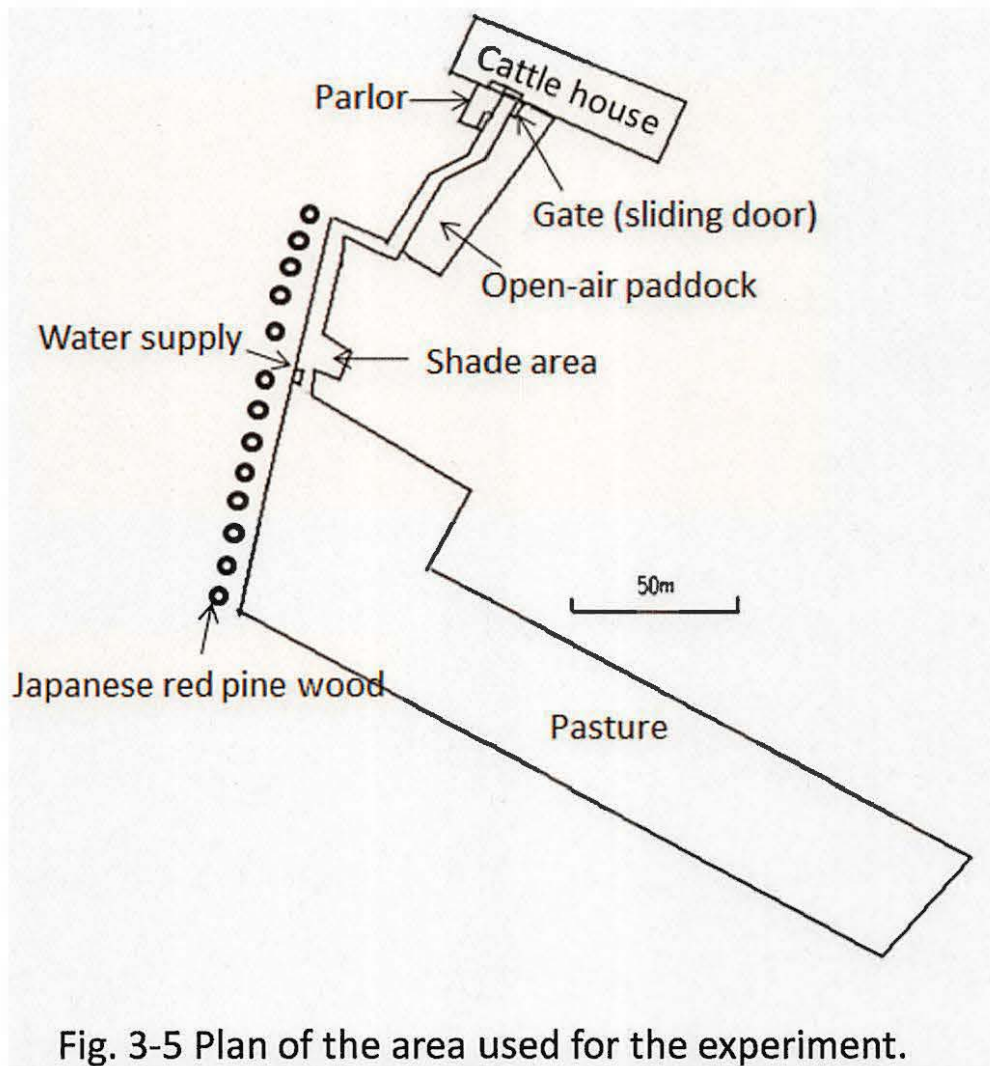 Cattle house
Parlor
Gate (sliding door)
Open-air paddock
Water supply
Shade area
50m
Japanese red pine wood
Pasture
Fig. 3-5 Plan of the area used for the experiment.